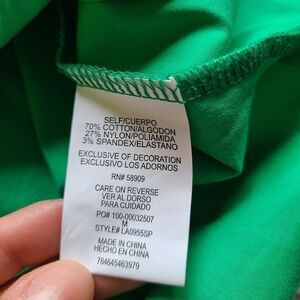 SELF/CUERPO
70% COTTON/ALGODON
27% NYLON/POLIAMIDA
3% SPANDEX/ELASTANO
EXCLUSIVE OF DECORATION
EXCLUSIVO LOS ADORNOS
RN# 58909
CARE ON REVERSE
VER AL DORSO
PARA CUIDADO
PO# 100-00032507
M
STYLE# LA0955SP
MADE IN CHINA
HECHO EN CHINA
784645463979